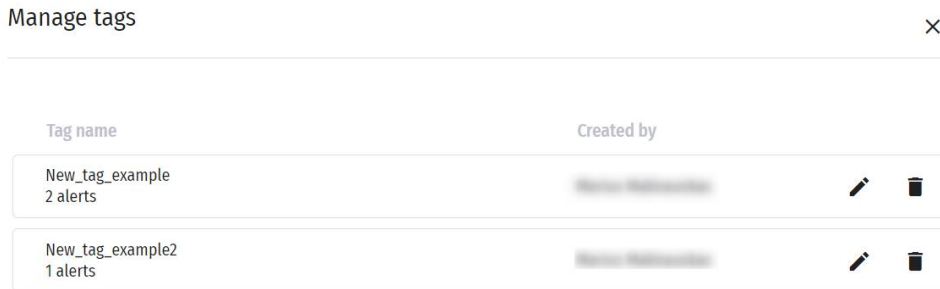 Manage tags
Tag name Created by
New_tag_example
2 alerts
New_tag_example2
1 alerts